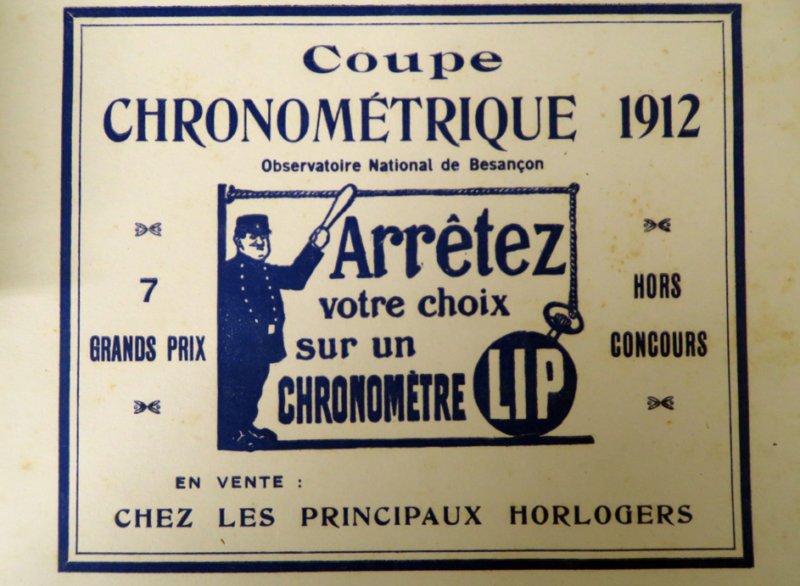 Coupe
CHRONOMÉTRIQUE 1912
Observatoire National de Besançon
7
GRANDS PRIX
Arrêtez
votre choix
sur un
CHRONOMÈTRE LIP
HORS
CONCOURS
EN VENTE :
CHEZ LES PRINCIPAUX HORLOGERS